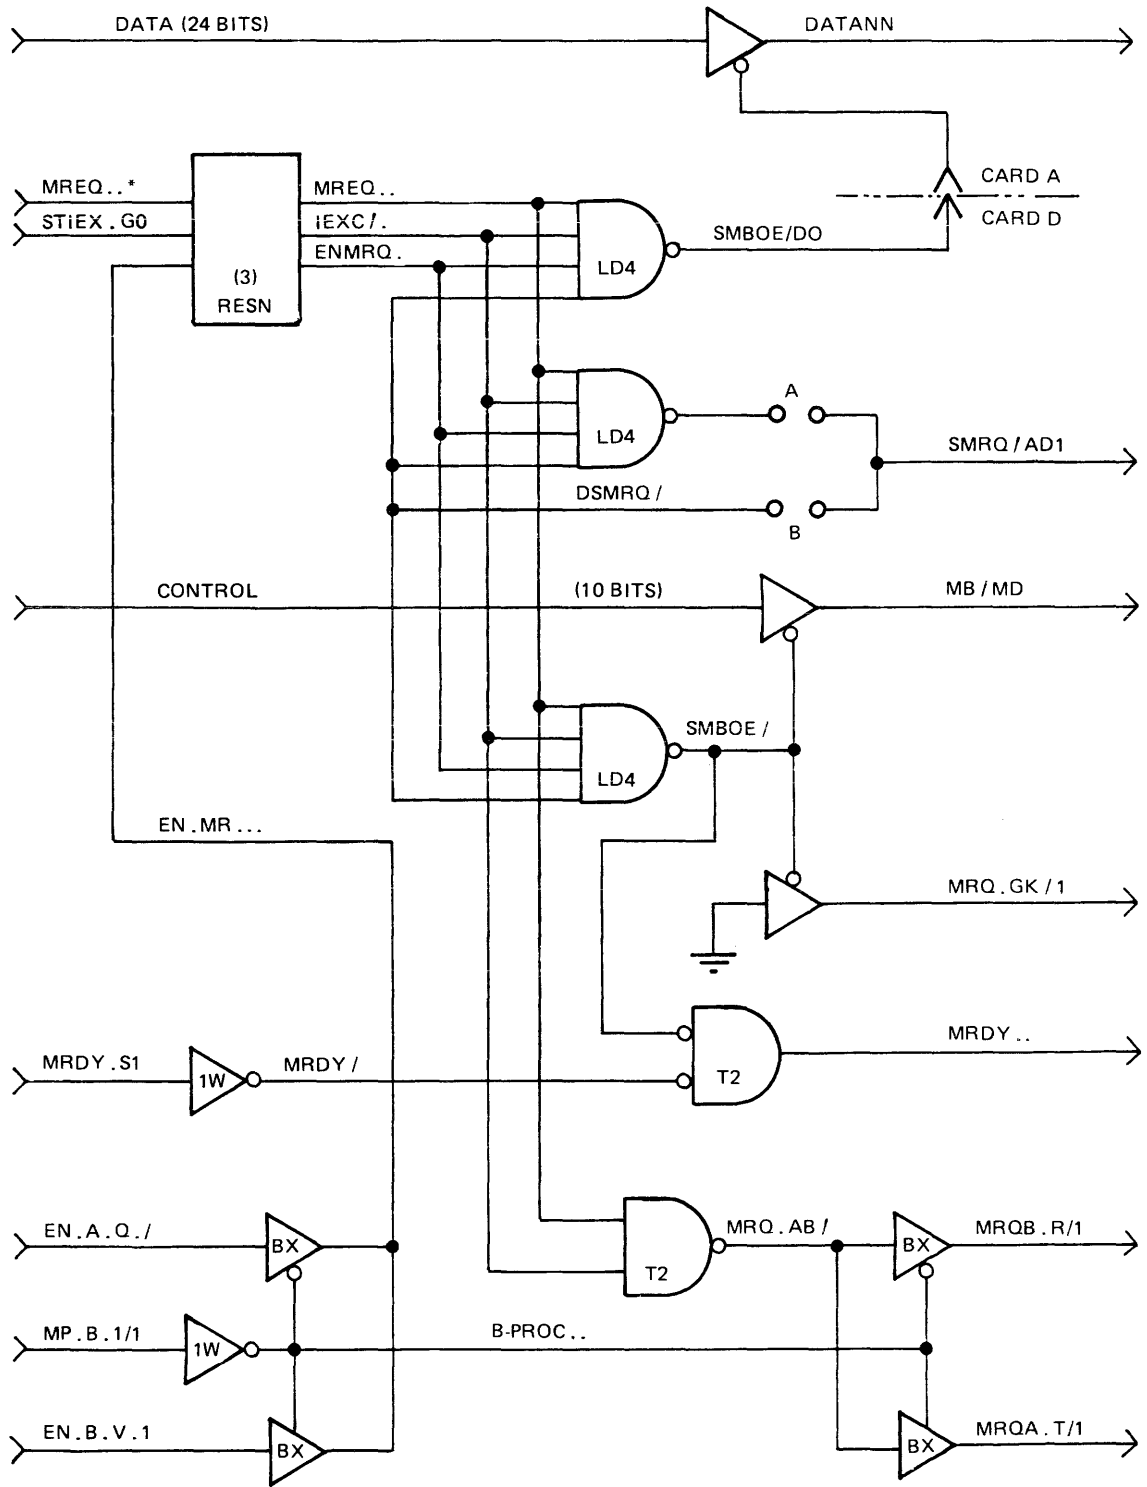 DATA (24 BITS)
DATANN
MREQ..*
MREQ..
CARD A
STiEX.G0
iEXC/.
CARD D
ENMRQ.
SMBOE/DO
LD4
(3)
RESN
A
LD4
SMRQ/AD1
DSMRQ/
B
CONTROL
(10 BITS)
MB/MD
SMBOE/
LD4
EN.MR...
MRQ.GK/1
MRDY.S1
1W
MRDY/
T2
MRDY..
EN.A.Q./
BX
MRQ.AB/
BX
MRQB.R/1
T2
MP.B.1/1
1W
B-PROC..
EN.B.V.1
BX
BX
MRQA.T/1